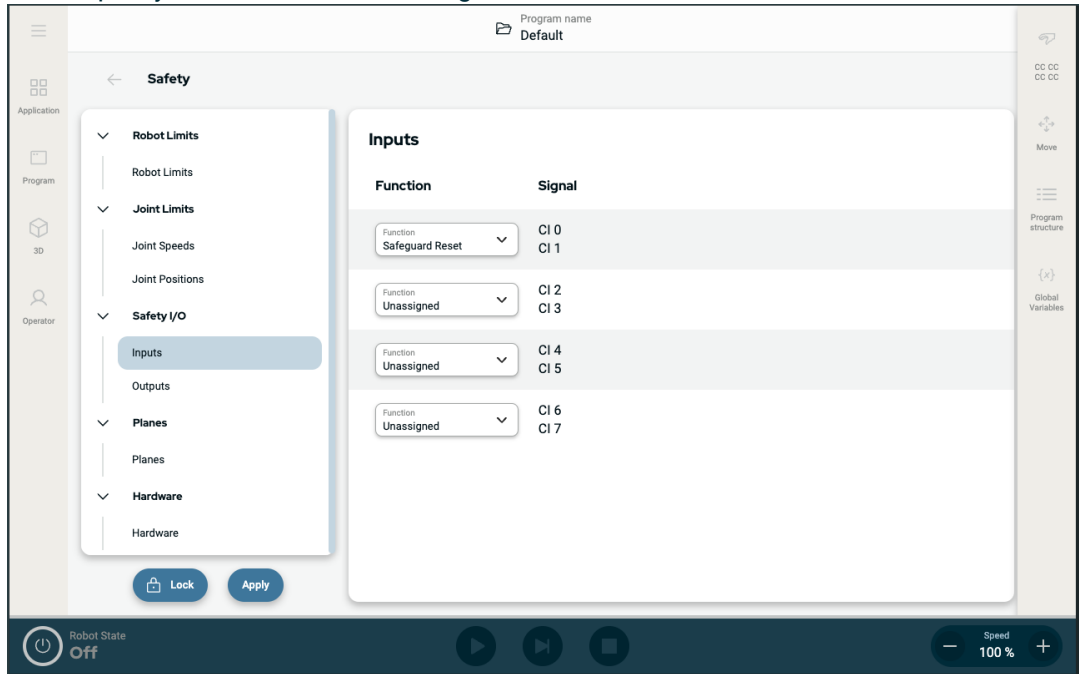 Program name
Default
Application
Program
3D
Operator
Safety
Robot Limits
Robot Limits
Joint Limits
Joint Speeds
Joint Positions
Safety I/O
Inputs
Outputs
Planes
Planes
Hardware
Hardware
Lock
Apply
Inputs
Function
Signal
Function
Safeguard Reset
CI 0
CI 1
Function
Unassigned
CI 2
CI 3
Function
Unassigned
CI 4
CI 5
Function
Unassigned
CI 6
CI 7
CC CC
CC CC
Move
Program
structure
{x}
Global
Variables
Robot State
Off
Speed
100 %